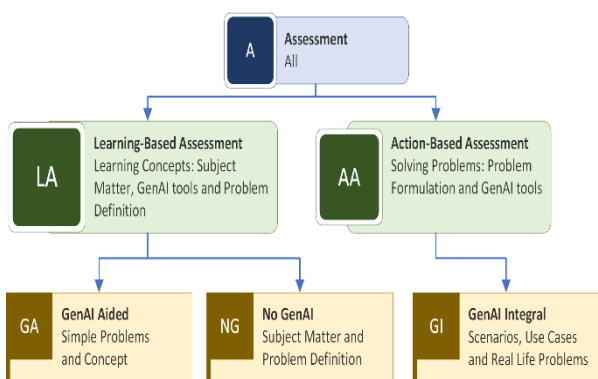 A
Assessment
All
LA
Learning-Based Assessment
Learning Concepts: Subject
Matter, GenAI tools and Problem
Definition
AA
Action-Based Assessment
Solving Problems: Problem
Formulation and GenAI tools
GA
GenAI Aided
Simple Problems
and Concept
NG
No GenAI
Subject Matter and
Problem Definition
GI
GenAI Integral
Scenarios, Use Cases
and Real Life Problems